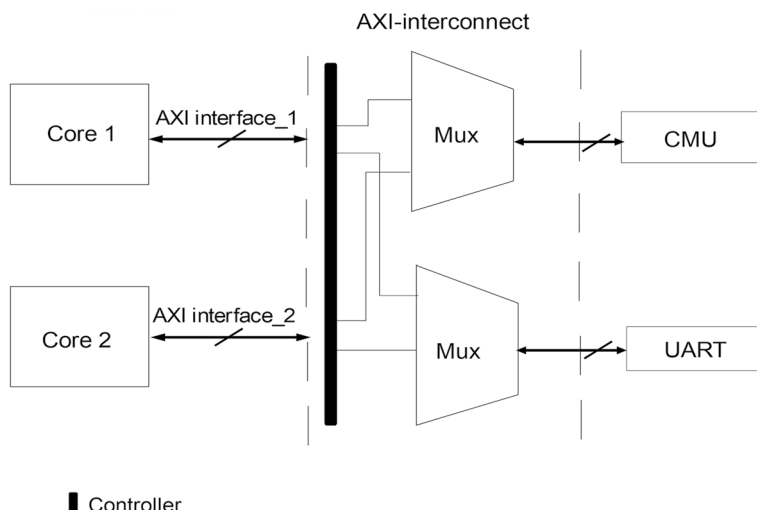 AXI-interconnect
Core 1
AXI interface_1
Mux
CMU
Core 2
AXI interface_2
Mux
UART
Controller